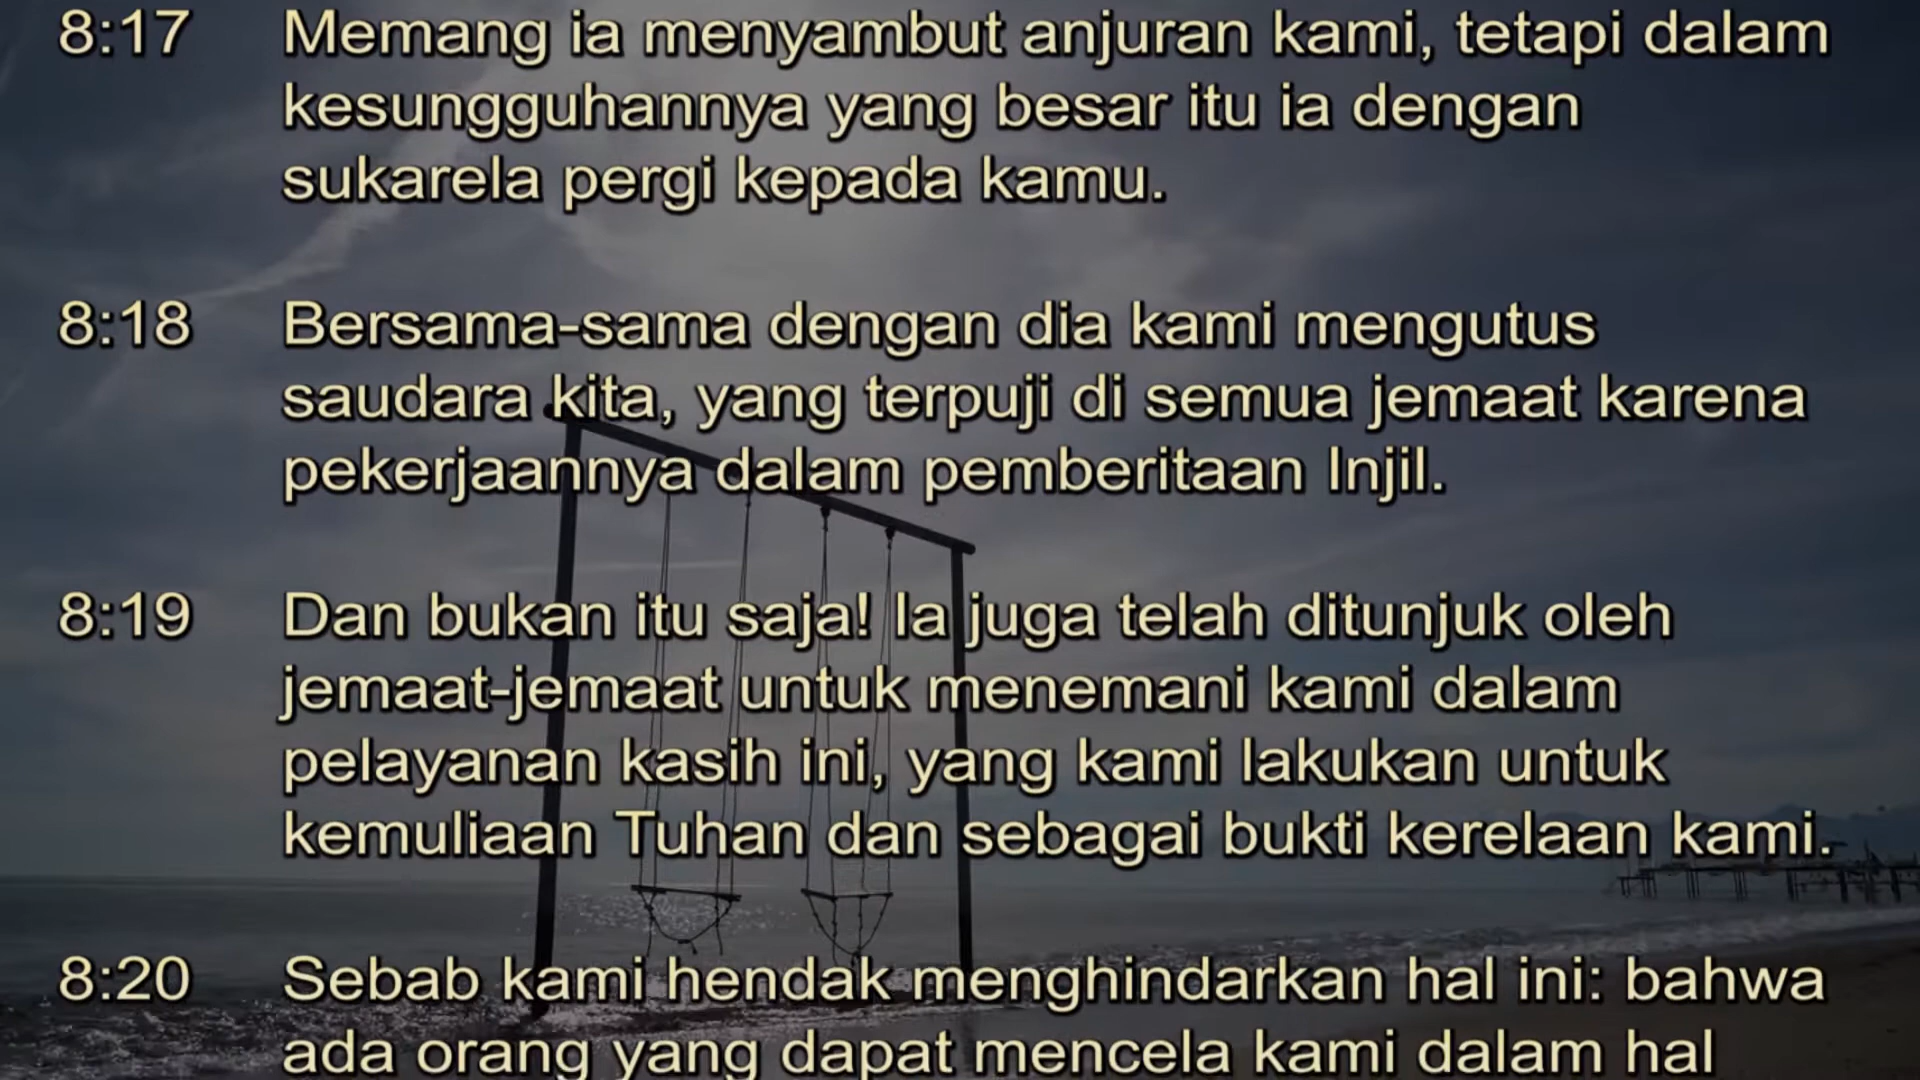 8:17 Memang ia menyambut anjuran kami, tetapi dalam
kesungguhannya yang besar itu ia dengan
sukarela pergi kepada kamu.
8:18 Bersama-sama dengan dia kami mengutus
saudara kita, yang terpuji di semua jemaat karena
pekerjaannya dalam pemberitaan Injil.
8:19 Dan bukan itu saja! Ia juga telah ditunjuk oleh
jemaat-jemaat untuk menemani kami dalam
pelayanan kasih ini, yang kami lakukan untuk
kemuliaan Tuhan dan sebagai bukti kerelaan kami.
8:20 Sebab kami hendak menghindarkan hal ini: bahwa
ada orang yang dapat mencela kami dalam hal